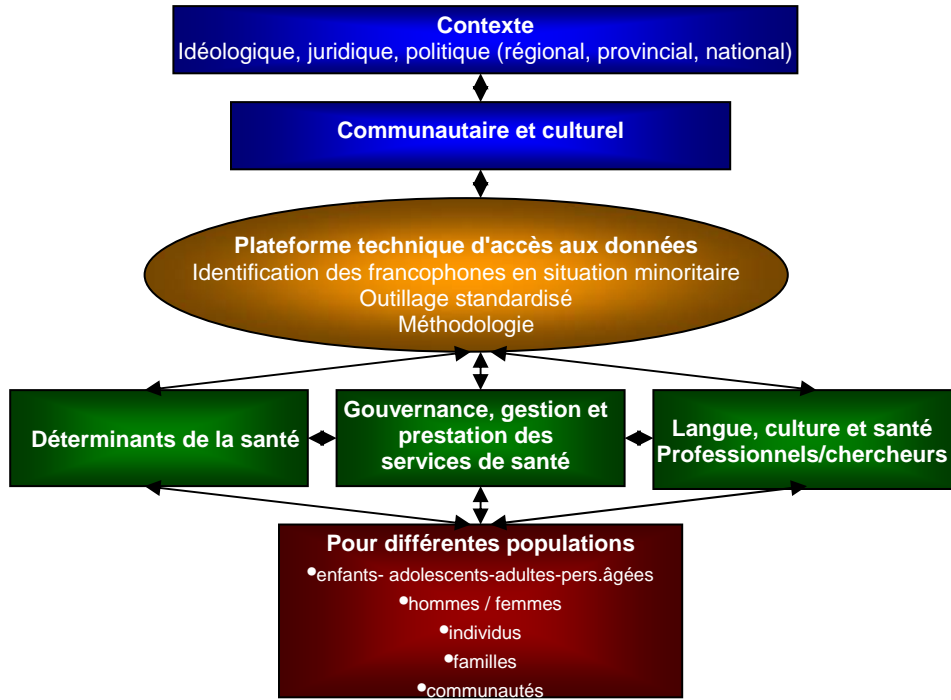 Contexte
Idéologique, juridique, politique (régional, provincial, national)
Communautaire et culturel
Plateforme technique d'accès aux données
Identification des francophones en situation minoritaire
Outillage standardisé
Méthodologie
Déterminants de la santé
Gouvernance, gestion et
prestation des
services de santé
Langue, culture et santé
Professionnels/chercheurs
Pour différentes populations
•enfants- adolescents-adultes-pers.âgées
•hommes / femmes
•individus
•familles
•communautés